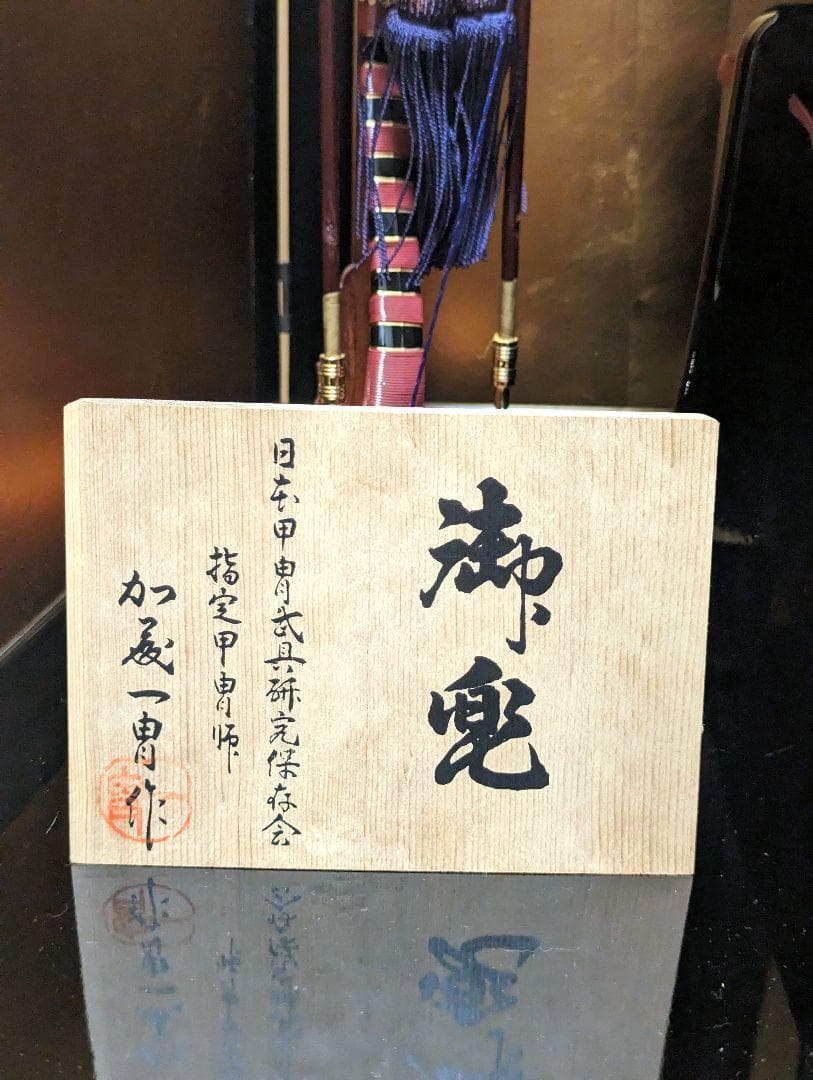 御兜
日本甲冑武具研究保存会
指定甲冑師
加藤一冑作